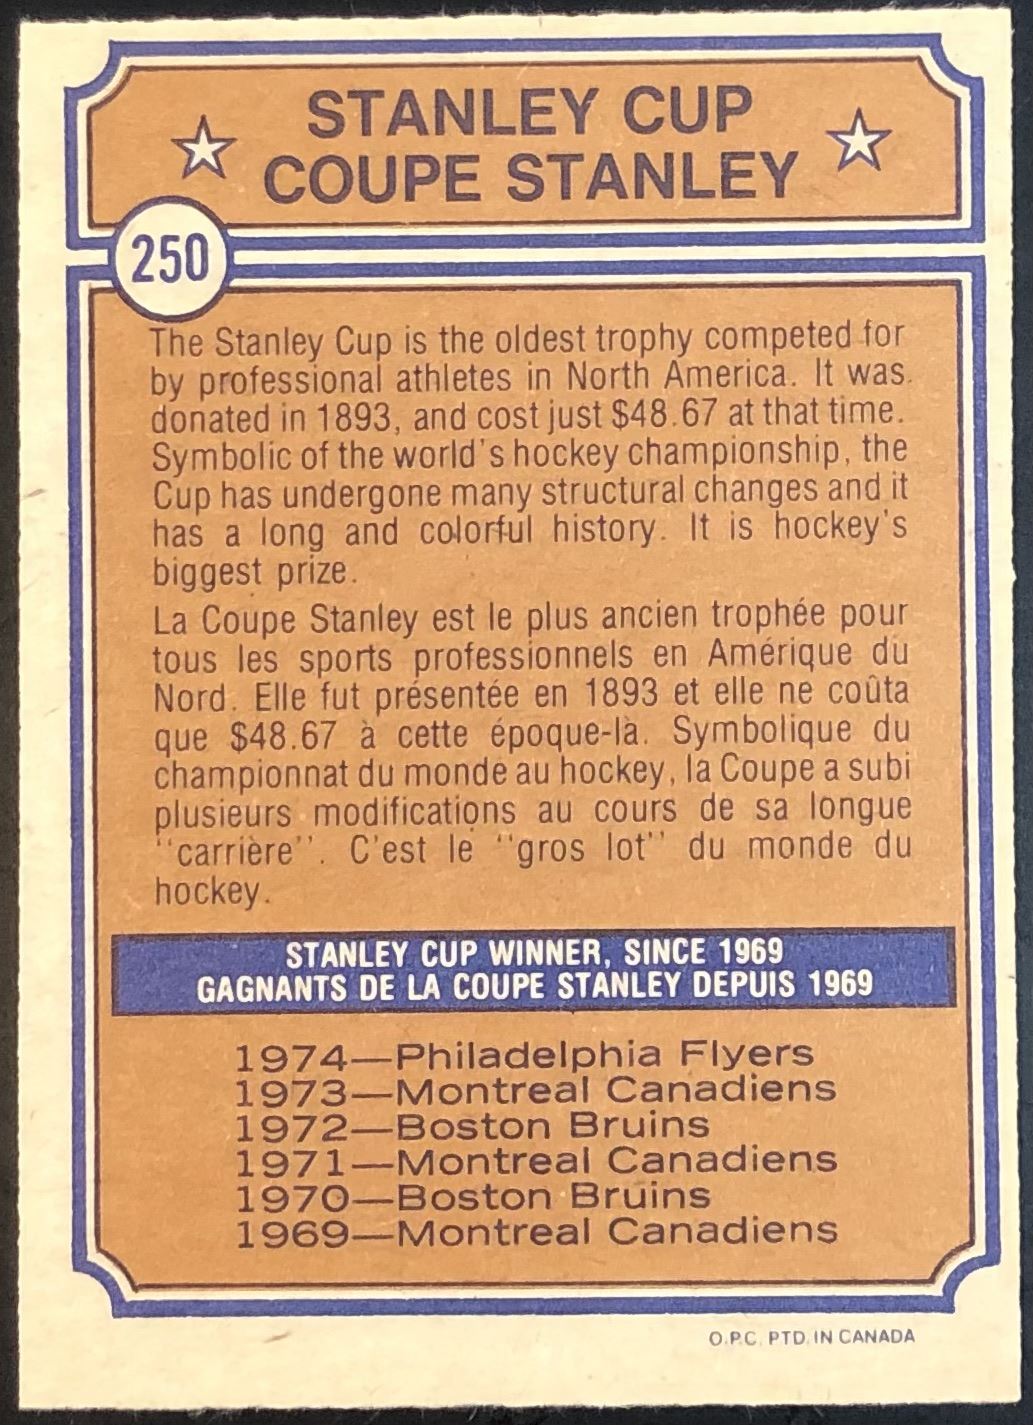 STANLEY CUP
COUPE STANLEY
250
The Stanley Cup is the oldest trophy competed for
by professional athletes in North America. It was
donated in 1893, and cost just $48.67 at that time.
Symbolic of the world's hockey championship, the
Cup has undergone many structural changes and it
has a long and colorful history. It is hockey's
biggest prize.
La Coupe Stanley est le plus ancien trophée pour
tous les sports professionnels en Amérique du
Nord. Elle fut présentée en 1893 et elle ne coûta
que $48.67 à cette époque-là. Symbolique du
championnat du monde au hockey, la Coupe a subi
plusieurs modifications au cours de sa longue
"carrière". C'est le "gros lot" du monde du
hockey.
STANLEY CUP WINNER, SINCE 1969
GAGNANTS DE LA COUPE STANLEY DEPUIS 1969
1974—Philadelphia Flyers
1973—Montreal Canadiens
1972—Boston Bruins
1971—Montreal Canadiens
1970—Boston Bruins
1969—Montreal Canadiens
O.P.C. PTD. IN CANADA